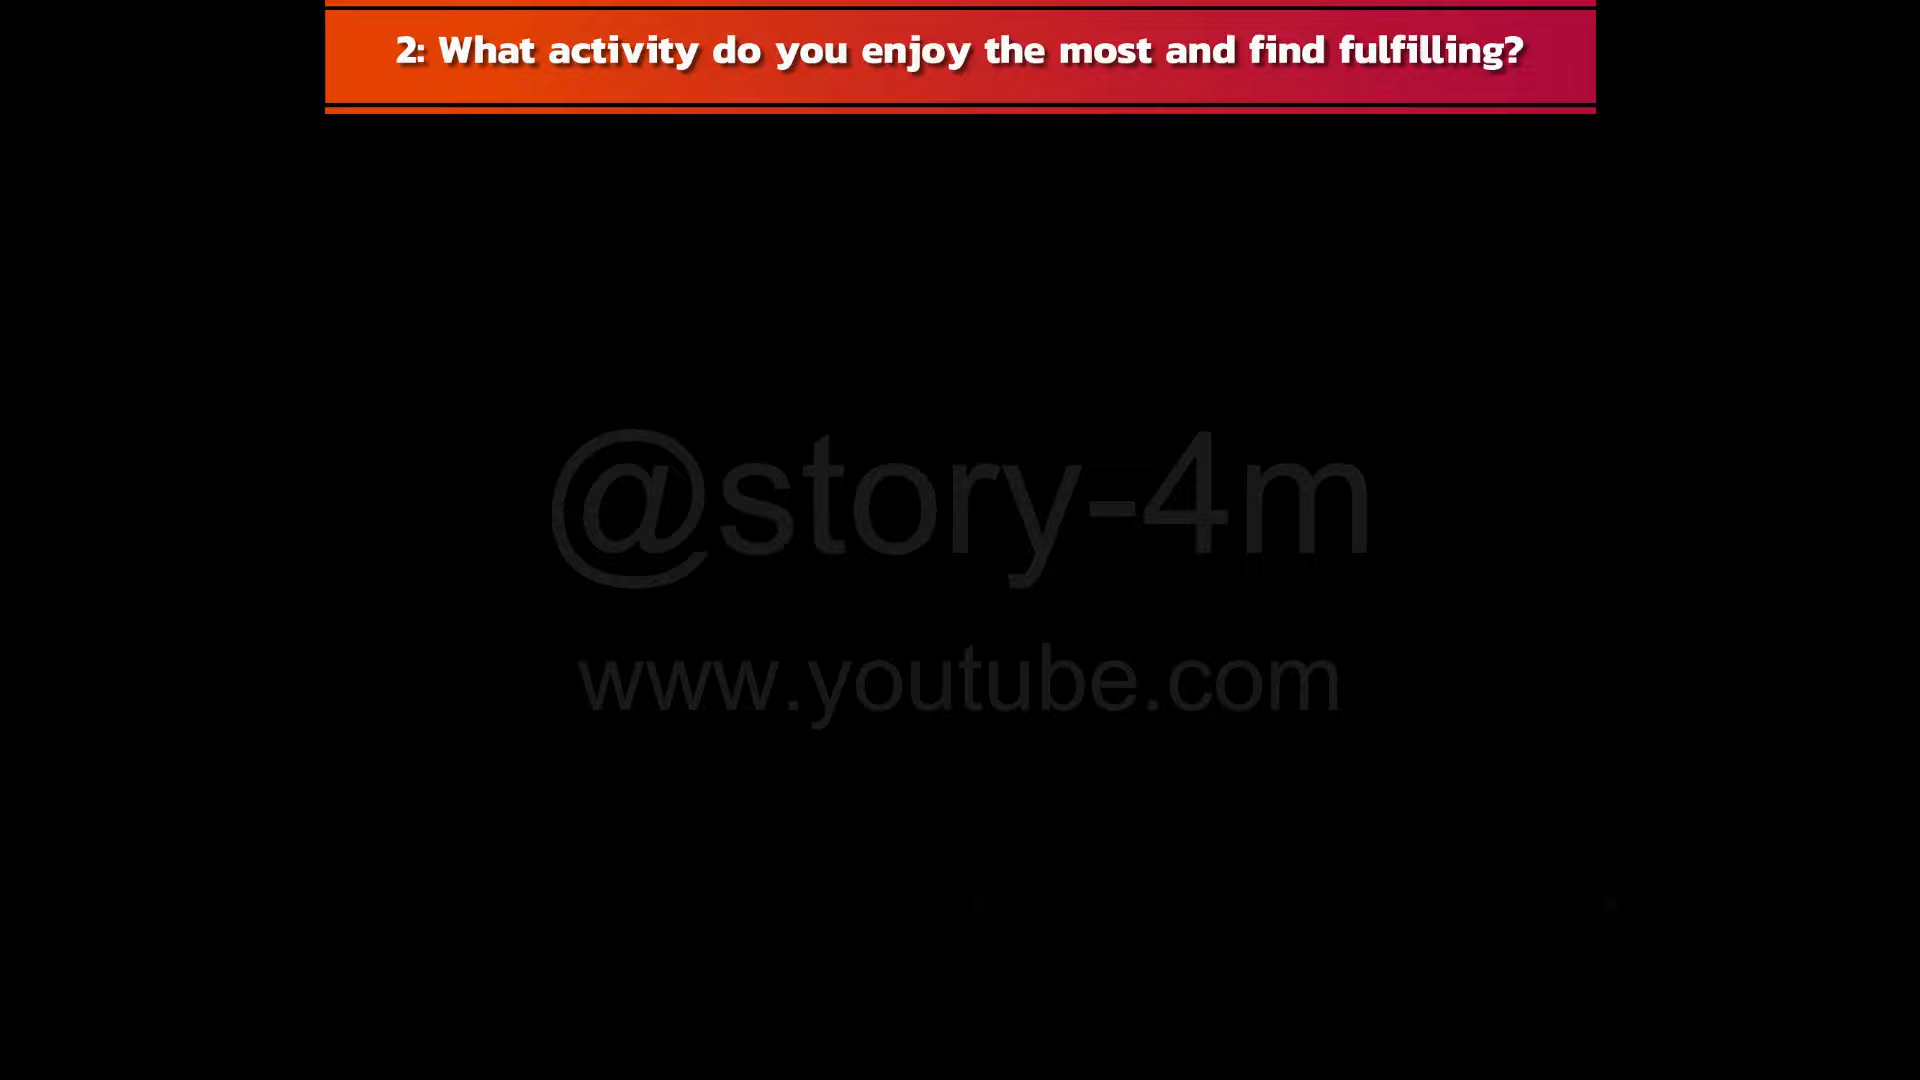 2: What activity do you enjoy the most and find fulfilling?
@story-4m
www.youtube.com